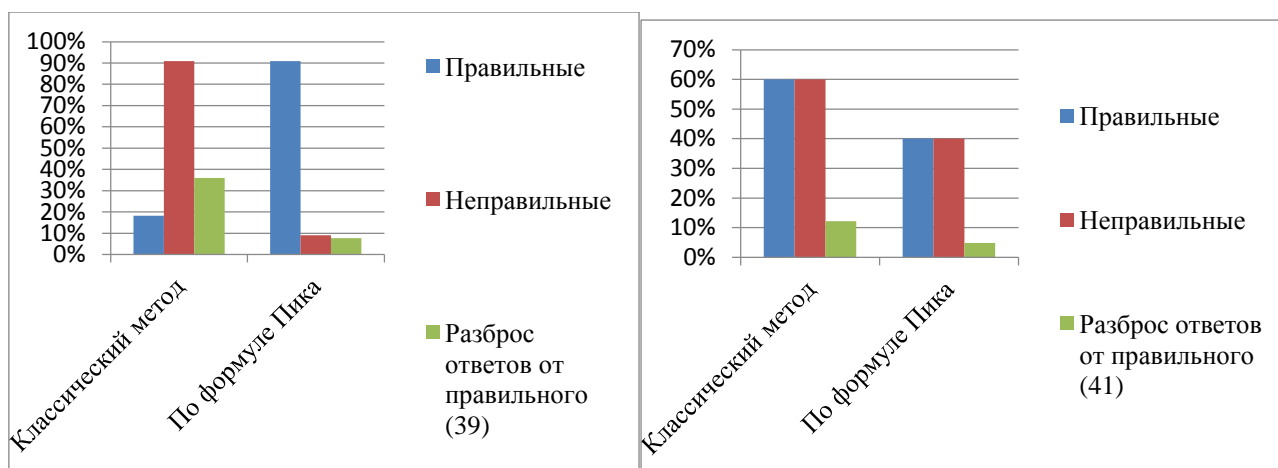 100%
90%
80%
70%
60%
50%
40%
30%
20%
10%
0%
Классический метод
По формуле Пика
Правильные
Неправильные
Разброс
ответов от
правильного
(39)
70%
60%
50%
40%
30%
20%
10%
0%
Классический метод
По формуле Пика
Правильные
Неправильные
Разброс ответов
от правильного
(41)